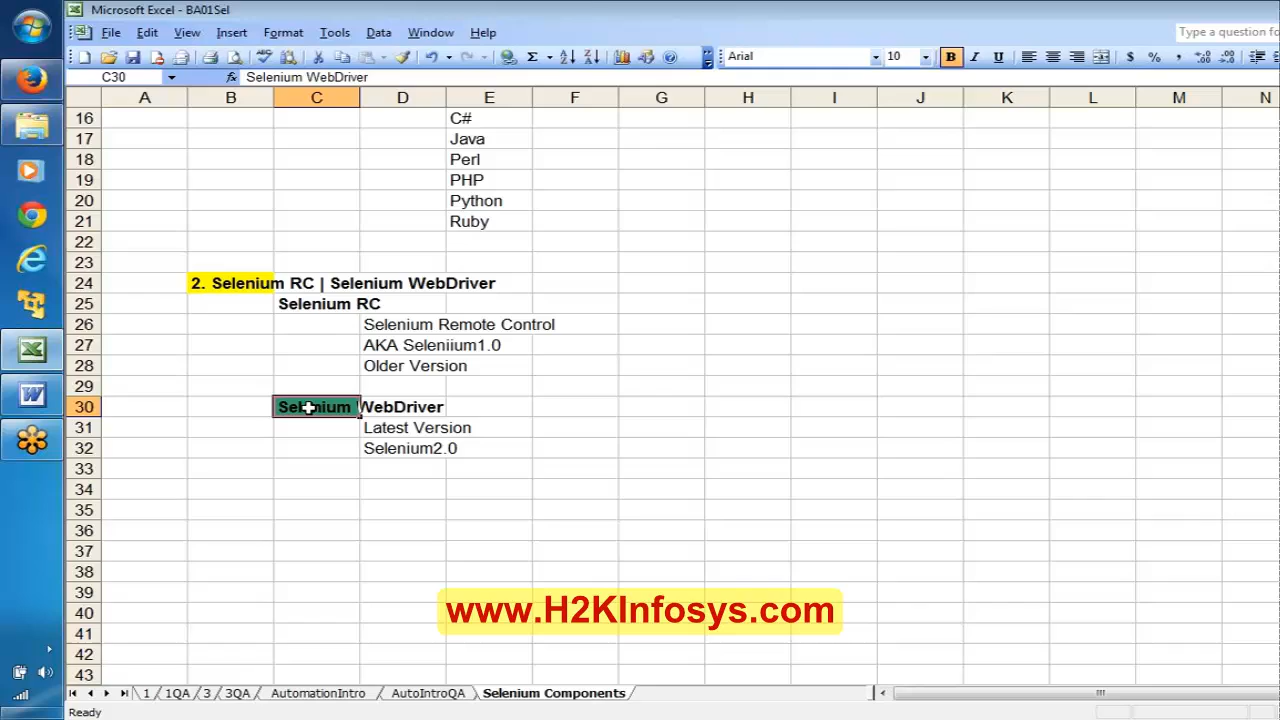 Microsoft Excel - BA01Sel
File Edit View Insert Format Tools Data Window Help
Type a question fo
Arial 10 B I U $ %
C30 fx Selenium WebDriver
A B C D E F G H I J K L M N
16 C#
17 Java
18 Perl
19 PHP
20 Python
21 Ruby
22
23
24 2. Selenium RC | Selenium WebDriver
25 Selenium RC
26 Selenium Remote Control
27 AKA Seleniium1.0
28 Older Version
29
30 Selenium WebDriver
31 Latest Version
32 Selenium2.0
33
34
35
36
37
38
39
40 www.H2KInfosys.com
41
42
43
1 1QA 3 3QA AutomationIntro AutoIntroQA Selenium Components
Ready